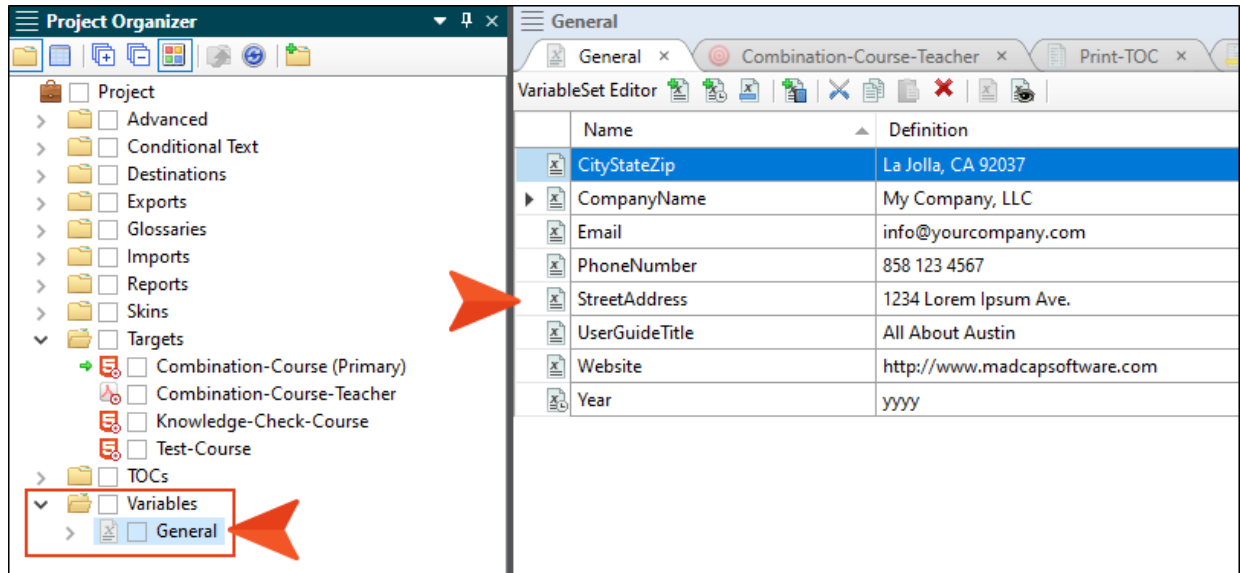 Project Organizer
Project
Advanced
Conditional Text
Destinations
Exports
Glossaries
Imports
Reports
Skins
Targets
Combination-Course (Primary)
Combination-Course-Teacher
Knowledge-Check-Course
Test-Course
TOCs
Variables
General
General
General Combination-Course-Teacher Print-TOC
VariableSet Editor
Name Definition
CityStateZip La Jolla, CA 92037
CompanyName My Company, LLC
Email info@yourcompany.com
PhoneNumber 858 123 4567
StreetAddress 1234 Lorem Ipsum Ave.
UserGuideTitle All About Austin
Website http://www.madcapsoftware.com
Year yyyy